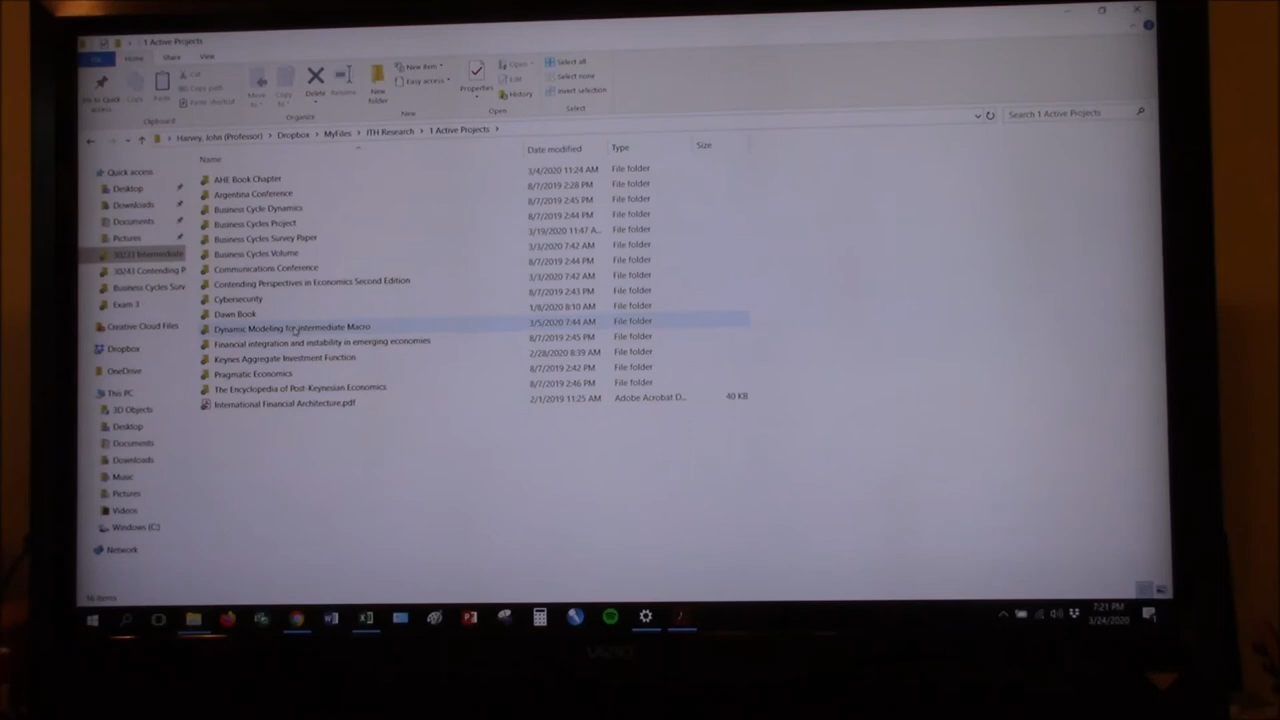 1 Active Projects
File
Home
Share
View
Pin to Quick access
Copy
Paste
Cut
Copy path
Paste shortcut
Move to
Copy to
Delete
Rename
New folder
New item
Easy access
Properties
Open
Edit
History
Select all
Select none
Invert selection
Clipboard
Organize
New
Open
Select
Harvey, John (Professor) > Dropbox > MyFiles > JTH Research > 1 Active Projects >
Search 1 Active Projects
Name Date modified Type Size
AHE Book Chapter 3/4/2020 11:24 AM File folder
Argentina Conference 8/7/2019 2:28 PM File folder
Business Cycle Dynamics 8/7/2019 2:45 PM File folder
Business Cycles Project 8/7/2019 2:44 PM File folder
Business Cycles Survey Paper 3/19/2020 11:47 A... File folder
Business Cycles Volume 3/3/2020 7:42 AM File folder
Communications Conference 8/7/2019 2:44 PM File folder
Contending Perspectives in Economics Second Edition 3/3/2020 7:42 AM File folder
Cybersecurity 8/7/2019 2:43 PM File folder
Dawn Book 1/8/2020 8:10 AM File folder
Dynamic Modeling for Intermediate Macro 3/5/2020 7:44 AM File folder
Financial integration and instability in emerging economies 8/7/2019 2:45 PM File folder
Keynes Aggregate Investment Function 2/28/2020 8:39 AM File folder
Pragmatic Economics 8/7/2019 2:42 PM File folder
The Encyclopedia of Post-Keynesian Economics 8/7/2019 2:46 PM File folder
International Financial Architecture.pdf 2/1/2019 11:25 AM Adobe Acrobat D... 40 KB
Quick access
Desktop
Downloads
Documents
Pictures
30233 Intermediate
30243 Contending P
Business Cycles Surv
Exam 3
Creative Cloud Files
Dropbox
OneDrive
This PC
3D Objects
Desktop
Documents
Downloads
Music
Pictures
Videos
Windows (C:)
Network
16 items
7:21 PM
3/24/2020
VIZIO